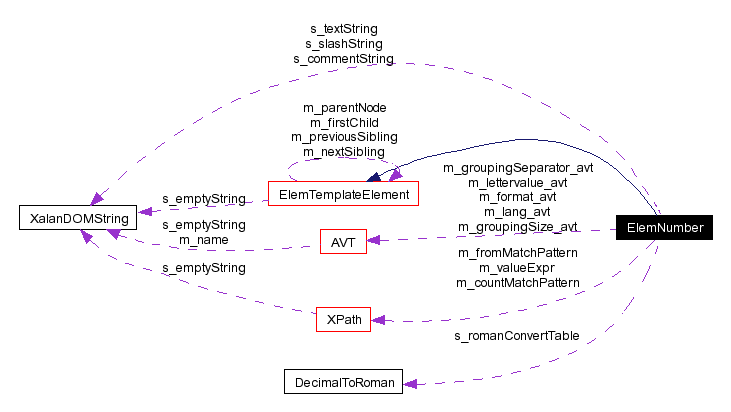 s_textString
s_slashString
s_commentString
m_parentNode
m_firstChild
m_previousSibling
m_nextSibling
m_groupingSeparator_avt
m_lettervalue_avt
m_format_avt
m_lang_avt
m_groupingSize_avt
s_emptyString
ElemTemplateElement
XalanDOMString
s_emptyString
m_name
AVT
ElemNumber
s_emptyString
m_fromMatchPattern
m_valueExpr
m_countMatchPattern
XPath
s_romanConvertTable
DecimalToRoman